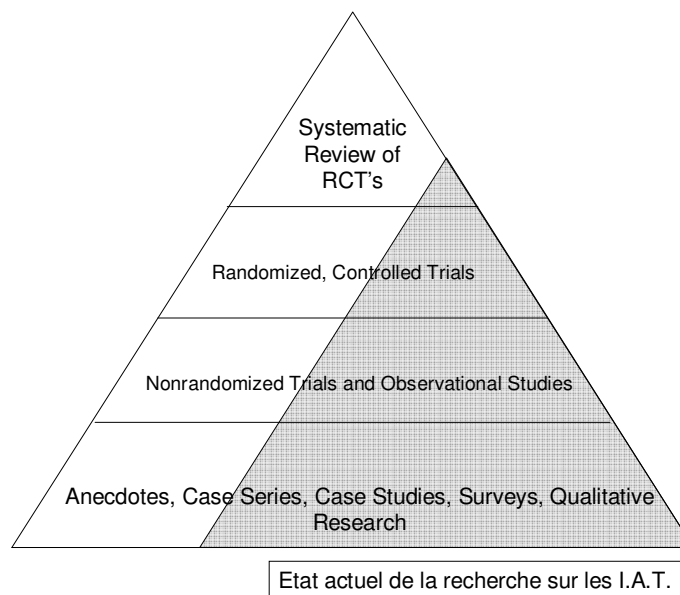 Systematic
Review of
RCT's
Randomized, Controlled Trials
Nonrandomized Trials and Observational Studies
Anecdotes, Case Series, Case Studies, Surveys, Qualitative
Research
Etat actuel de la recherche sur les I.A.T.